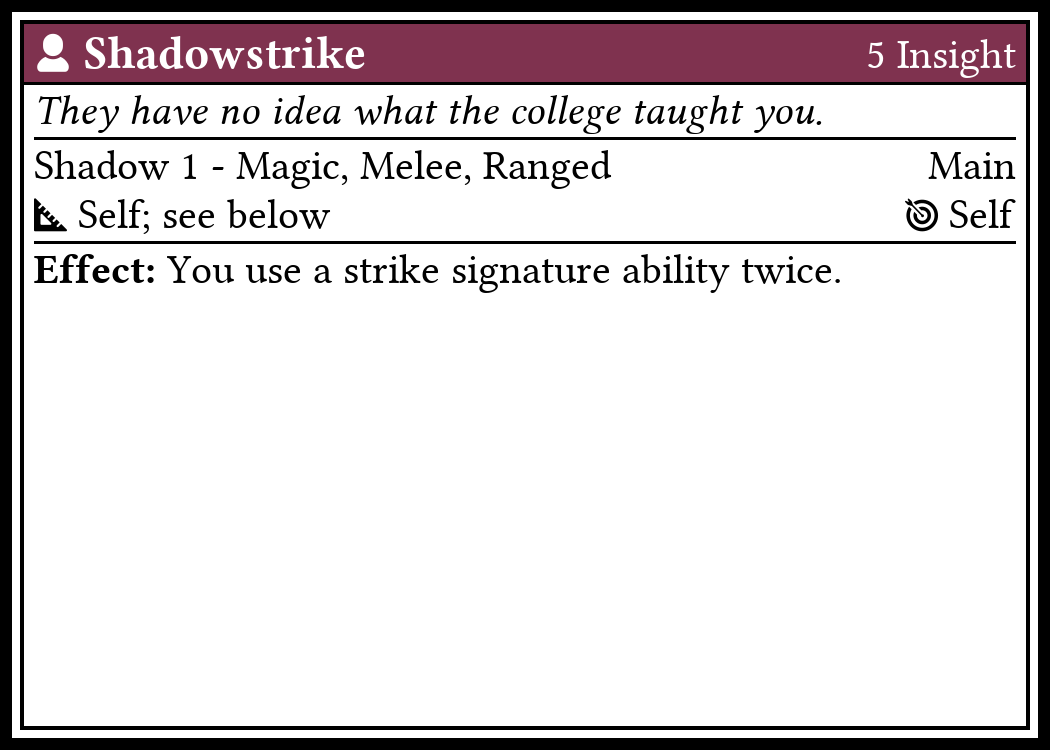 Shadowstrike 5 Insight
They have no idea what the college taught you.
Shadow 1 - Magic, Melee, Ranged Main
Self; see below Self
Effect: You use a strike signature ability twice.